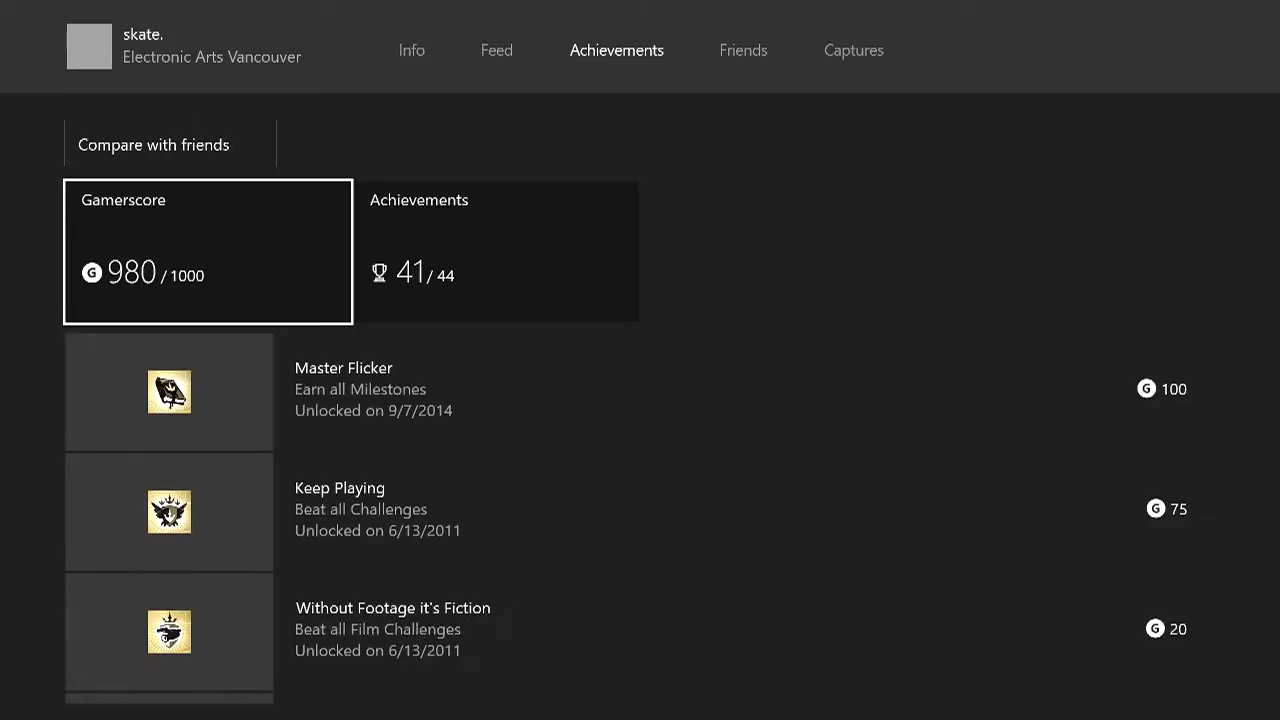 skate.
Electronic Arts Vancouver
Info Feed Achievements Friends Captures
Compare with friends
Gamerscore
G 980 / 1000
Achievements
41 / 44
Master Flicker
Earn all Milestones
Unlocked on 9/7/2014
G 100
Keep Playing
Beat all Challenges
Unlocked on 6/13/2011
G 75
Without Footage it's Fiction
Beat all Film Challenges
Unlocked on 6/13/2011
G 20